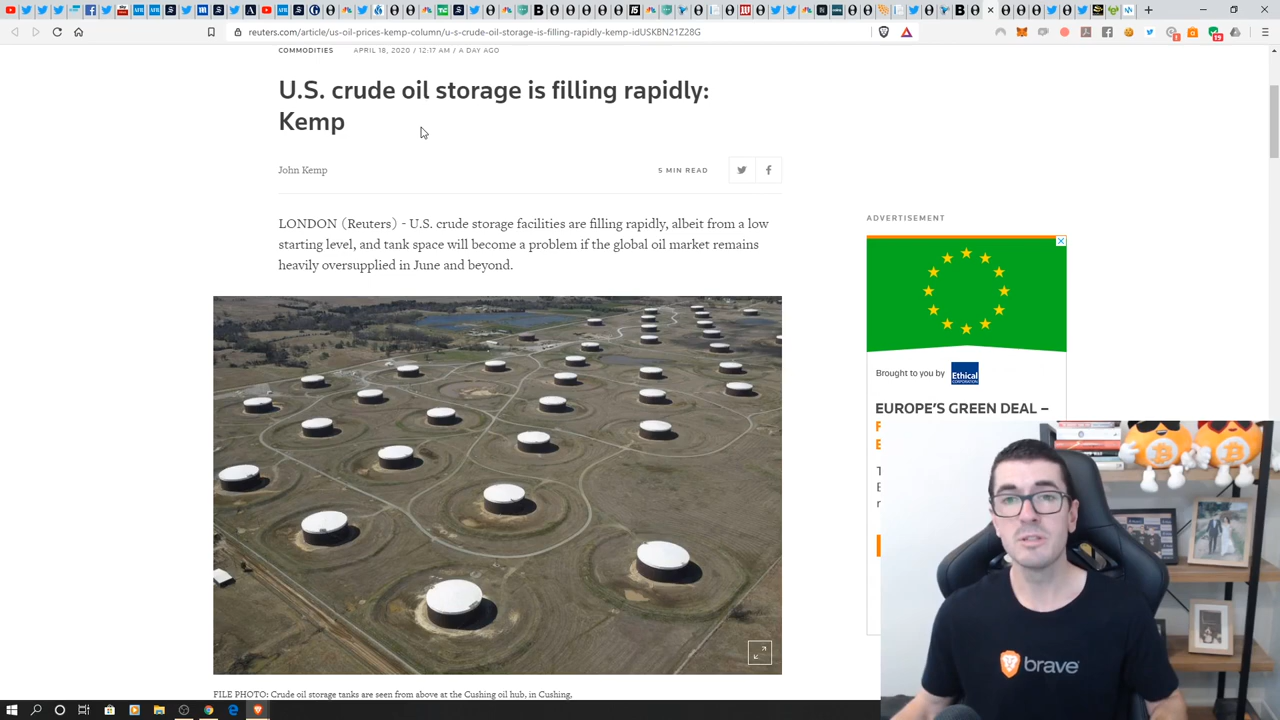 reuters.com/article/us-oil-prices-kemp-column/u-s-crude-oil-storage-is-filling-rapidly-kemp-idUSKBN21Z28G
COMMODITIES
APRIL 18, 2020 / 12:17 AM / A DAY AGO
U.S. crude oil storage is filling rapidly:
Kemp
John Kemp
5 MIN READ
LONDON (Reuters) - U.S. crude storage facilities are filling rapidly, albeit from a low
starting level, and tank space will become a problem if the global oil market remains
heavily oversupplied in June and beyond.
ADVERTISEMENT
Brought to you by
Ethical
CORPORATION
EUROPE'S GREEN DEAL –
FILE PHOTO: Crude oil storage tanks are seen from above at the Cushing oil hub, in Cushing,
brave